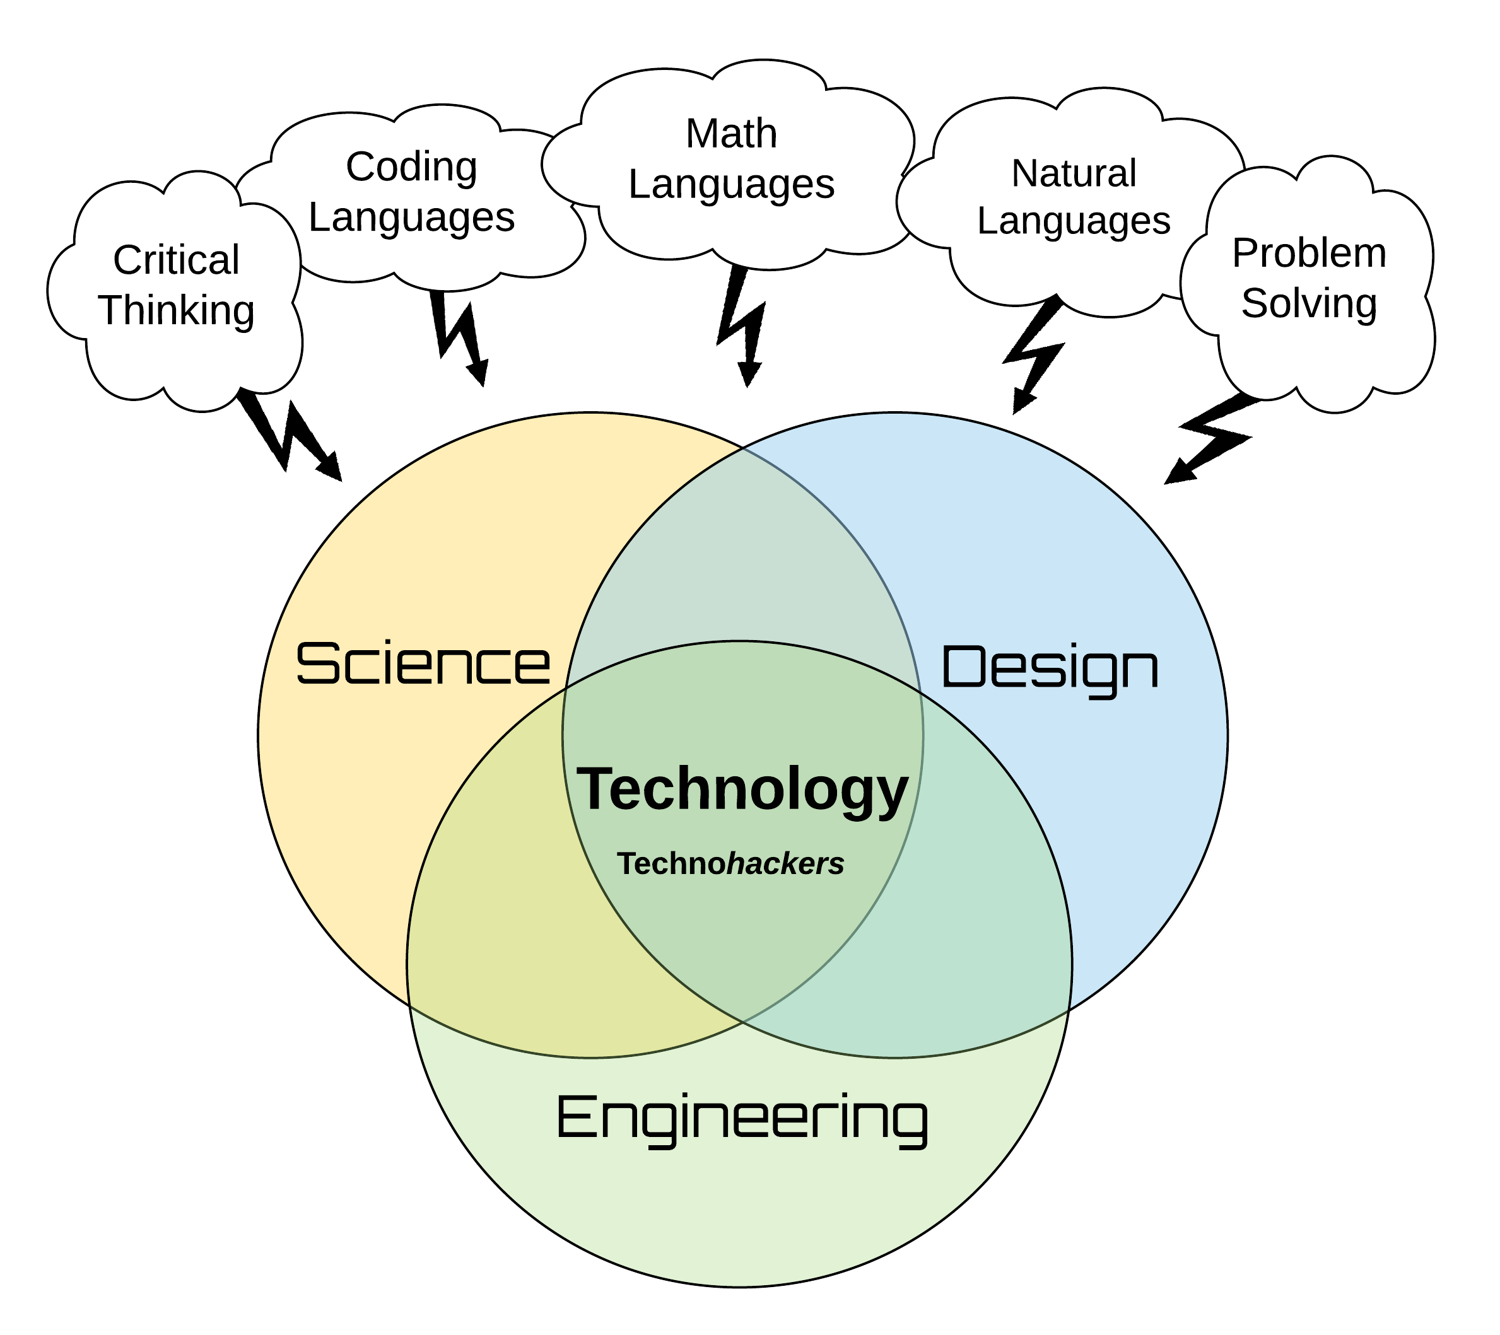 Critical
Thinking
Coding
Languages
Math
Languages
Natural
Languages
Problem
Solving
Science
Design
Technology
Technohackers
Engineering